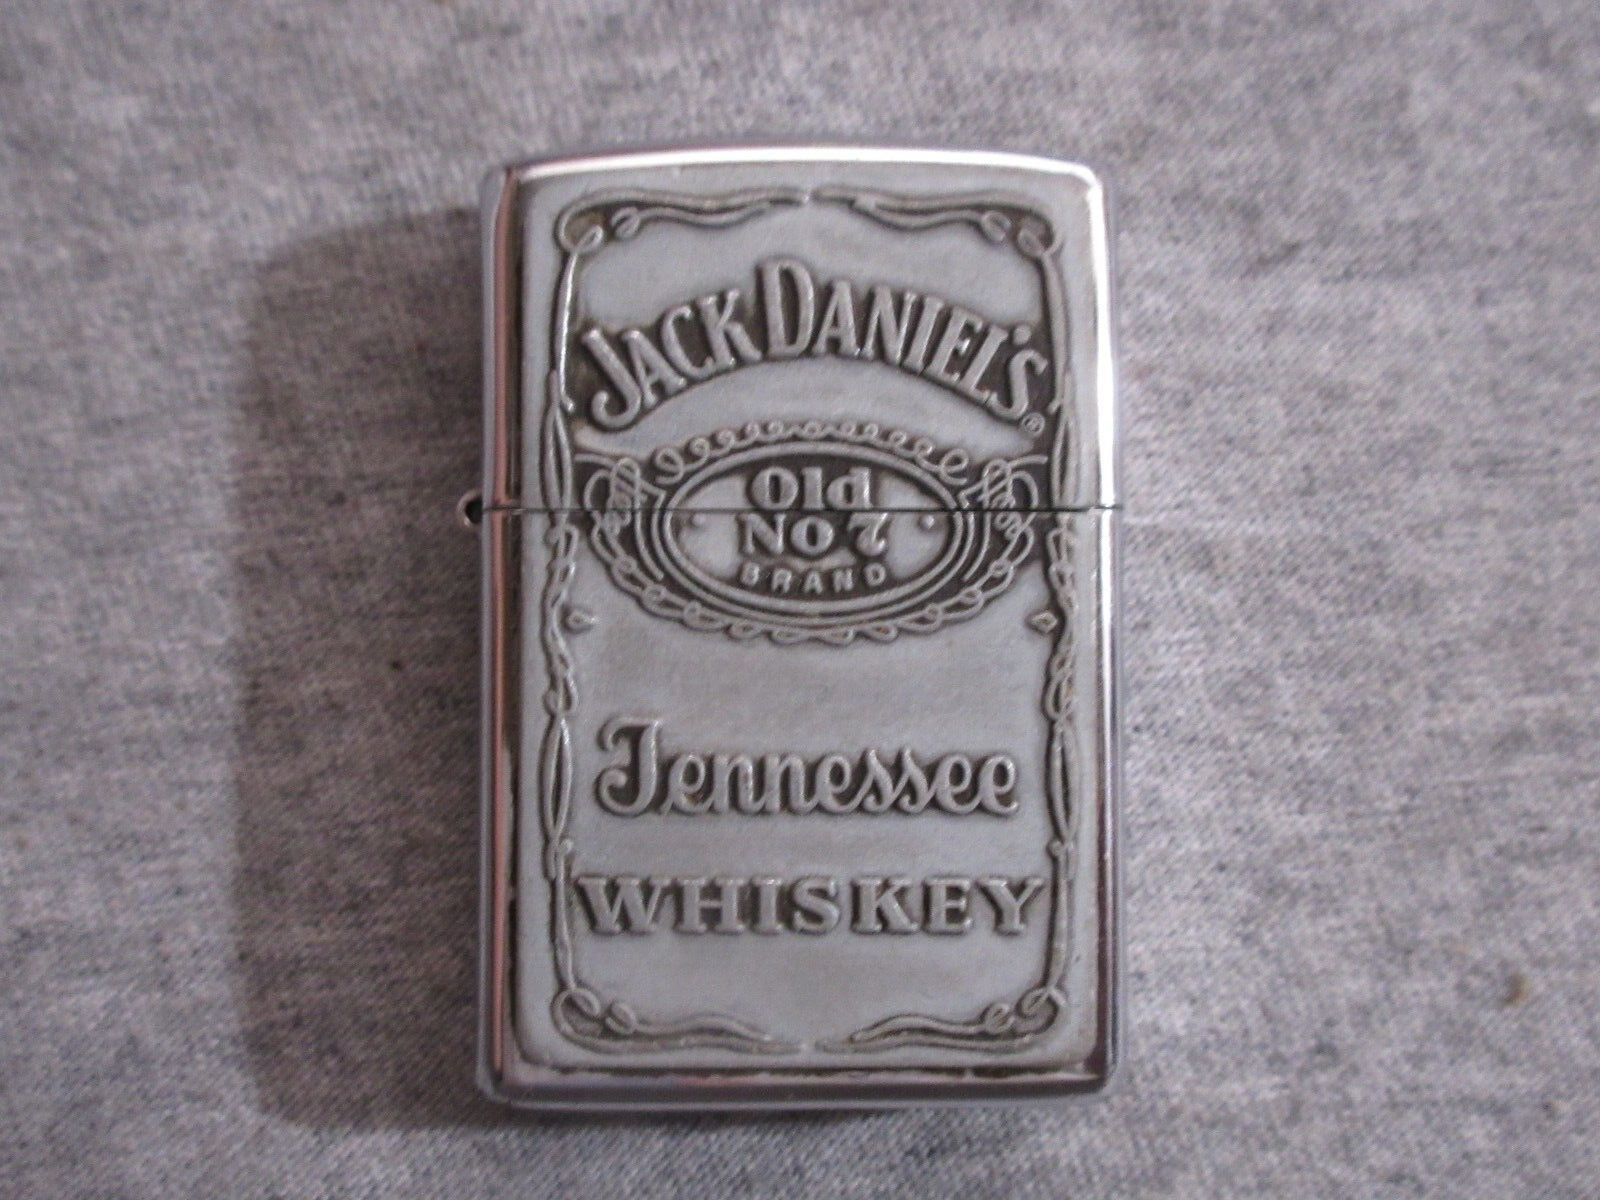 JACK DANIEL'S®
Old
No 7
BRAND
Tennessee
WHISKEY